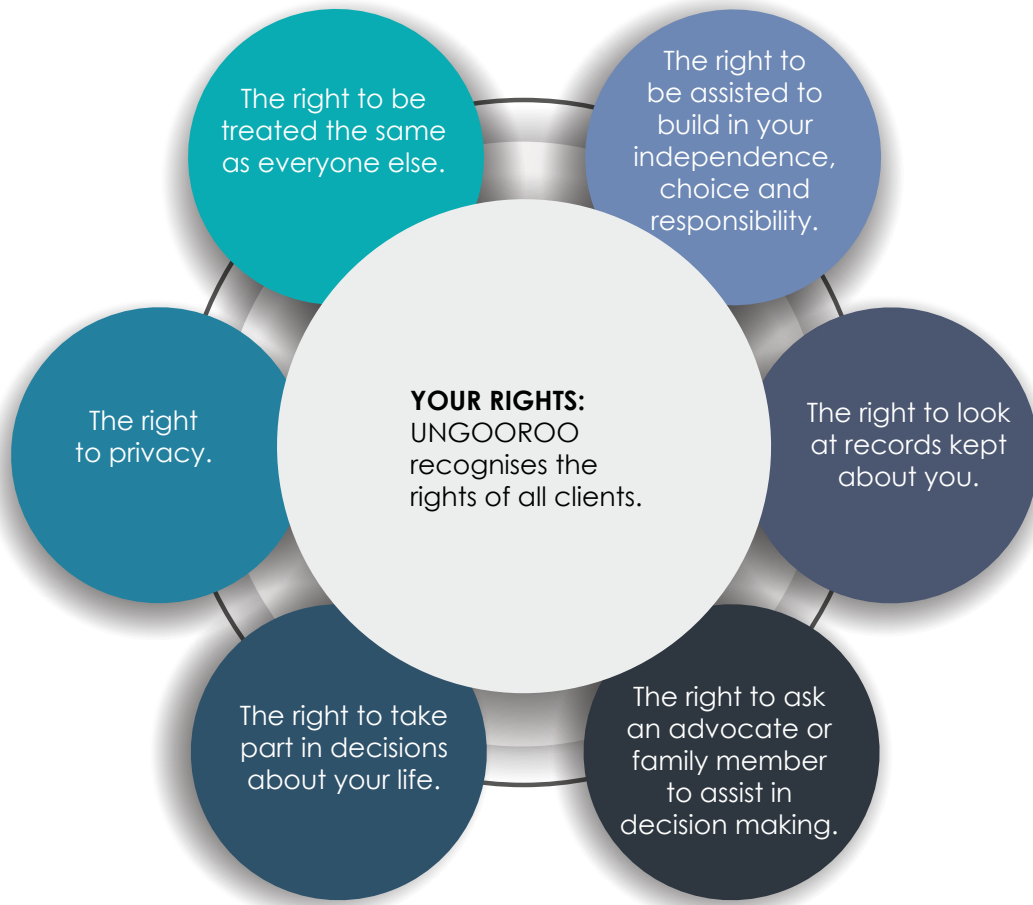 The right to be
treated the same
as everyone else.
The right to
be assisted to
build in your
independence,
choice and
responsibility.
The right
to privacy.
YOUR RIGHTS:
UNGOOROO
recognises the
rights of all clients.
The right to look
at records kept
about you.
The right to take
part in decisions
about your life.
The right to ask
an advocate or
family member
to assist in
decision making.